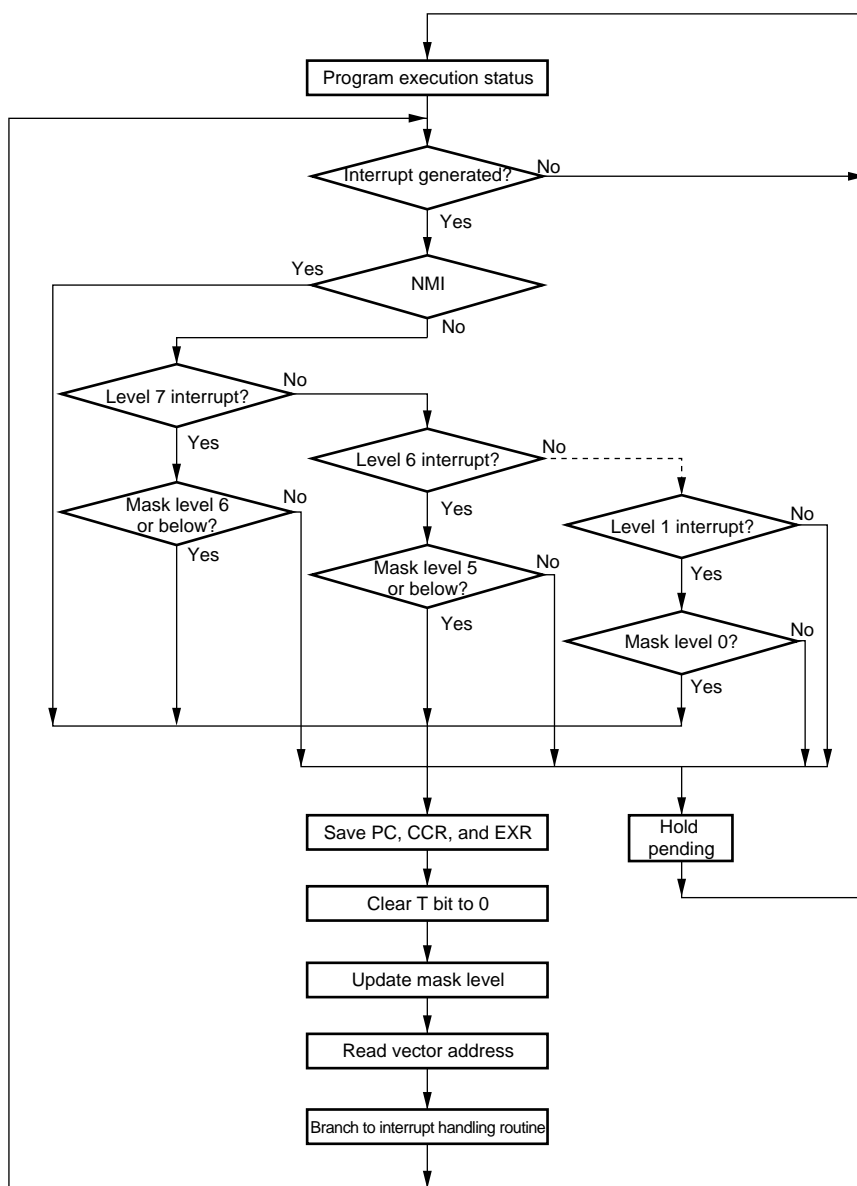 Program execution status
Interrupt generated?
No
Yes
Yes
NMI
No
Level 7 interrupt?
No
Yes
Level 6 interrupt?
No
Yes
Mask level 6
or below?
No
Yes
Level 1 interrupt?
No
Yes
Mask level 5
or below?
No
Yes
Mask level 0?
No
Yes
Save PC, CCR, and EXR
Hold
pending
Clear T bit to 0
Update mask level
Read vector address
Branch to interrupt handling routine